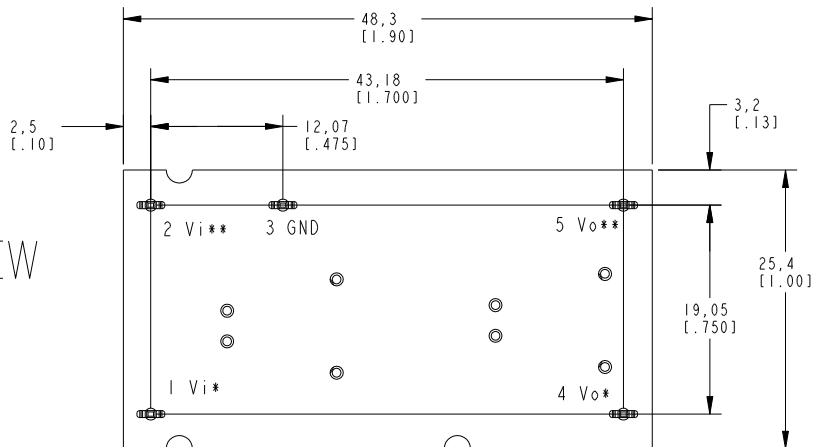 48,3
[1.90]
43,18
[1.700]
2,5
[.10]
12,07
[.475]
3,2
[.13]
2 Vi**
3 GND
5 Vo**
EW
25,4
[1.00]
19,05
[.750]
1 Vi*
4 Vo*